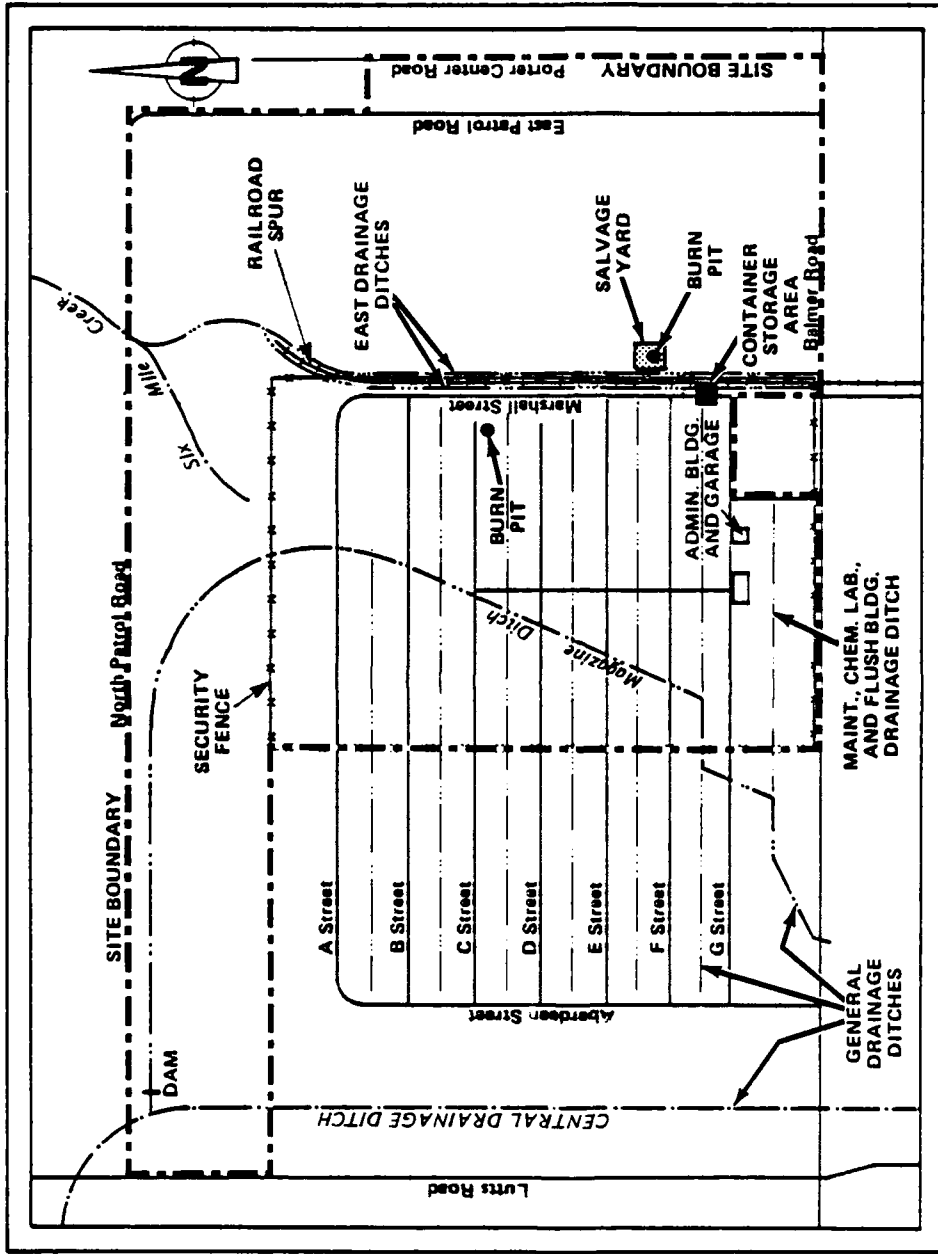 N
SITE BOUNDARY
North Patrol Road
Porter Center Road
SITE BOUNDARY
East Patrol Road
Creek
Mile
Six
RAILROAD
SPUR
EAST DRAINAGE
DITCHES
SALVAGE
YARD
BURN
PIT
CONTAINER
STORAGE
AREA
Balmer Road
SECURITY
FENCE
Marshall Street
BURN
PIT
ADMIN. BLDG.
AND GARAGE
Magazine
Ditch
MAINT., CHEM. LAB.,
AND FLUSH BLDG.
DRAINAGE DITCH
A Street
B Street
C Street
D Street
E Street
F Street
G Street
Aberdeen Street
DAM
CENTRAL DRAINAGE DITCH
GENERAL
DRAINAGE
DITCHES
Lutts Road